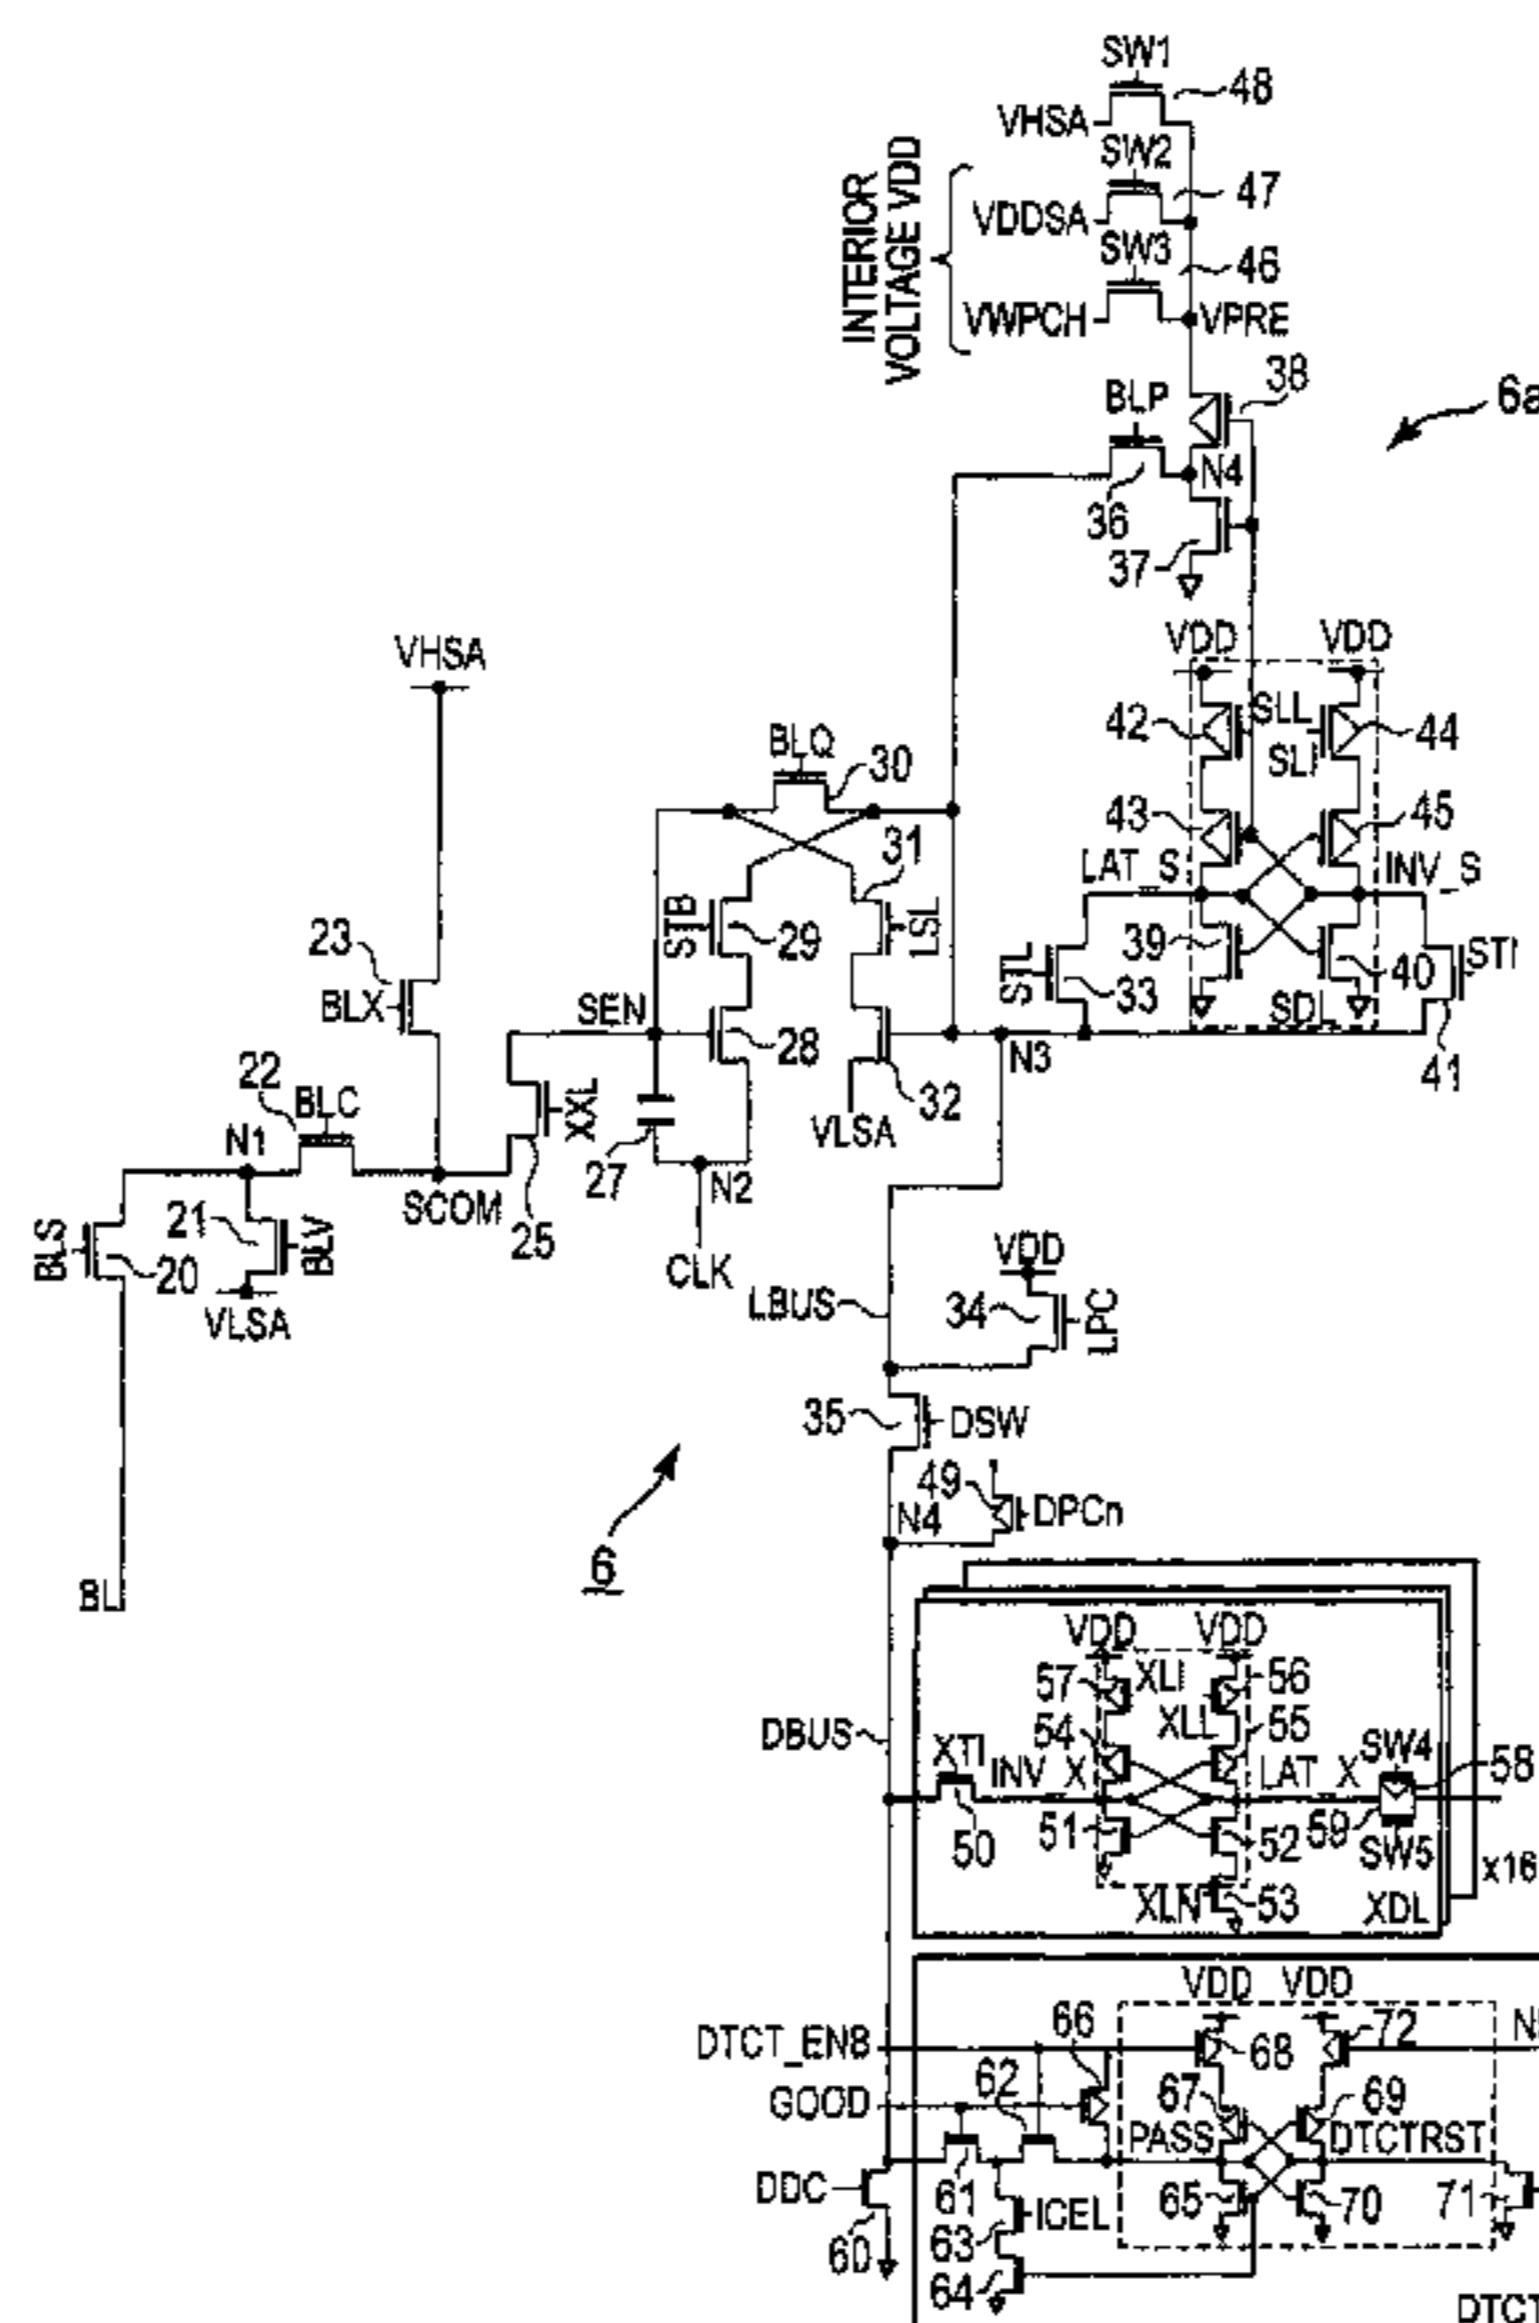 SW1
48
VHSA
SW2
47
VDDSA
SW3
46
VWPCH
VPRE
INTERIOR
VOLTAGE VDD
38
6a
BLP
N4
36
37
VHSA
VDD
VDD
42
SLL
SLI
44
BLQ
30
43
45
31
LAT_S
INV_S
STB
29
LSL
23
BLX
39
40
STL
33
SEN
28
SDL
N3
41
22
BLC
XXL
32
N1
27
VLSA
SCOM
25
N2
BLS
20
21
BLV
CLK
VDD
VLSA
LBUS
34
LPC
35
DSW
49
N4
DPCn
6
BL
VDD
VDD
57
XLI
56
XLL
55
DBUS
54
XTI
INV_X
LAT_X
SW4
58
50
51
52
59
SW5
x16
XLN
53
XDL
VDD
VDD
DTCT_EN8
66
68
72
GOOD
62
67
69
PASS
DTCTRST
DDC
61
ICEL
65
70
71
60
63
64
DTCT